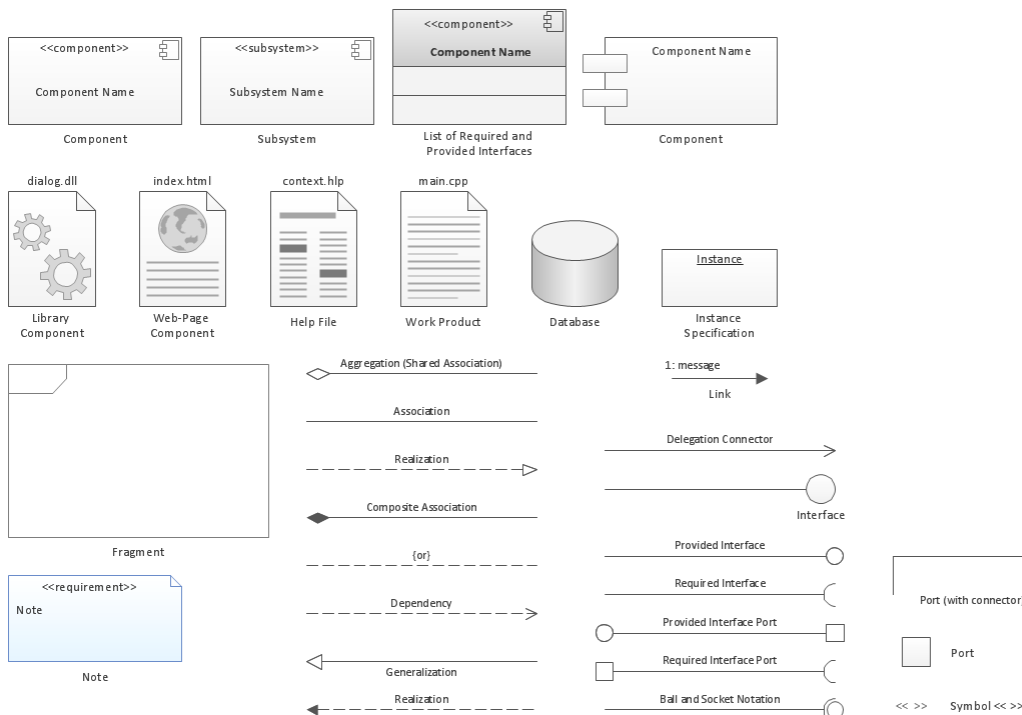 <<component>>
Component Name
Component
<<subsystem>>
Subsystem Name
Subsystem
<<component>>
Component Name
List of Required and
Provided Interfaces
Component Name
Component
dialog.dll
Library
Component
index.html
Web-Page
Component
context.hlp
Help File
main.cpp
Work Product
Database
Instance
Instance
Specification
Fragment
<<requirement>>
Note
Note
Aggregation (Shared Association)
Association
Realization
Composite Association
{or}
Dependency
Generalization
Realization
1: message
Link
Delegation Connector
Interface
Provided Interface
Required Interface
Provided Interface Port
Required Interface Port
Ball and Socket Notation
Port (with connector)
Port
<< >>
Symbol << >>